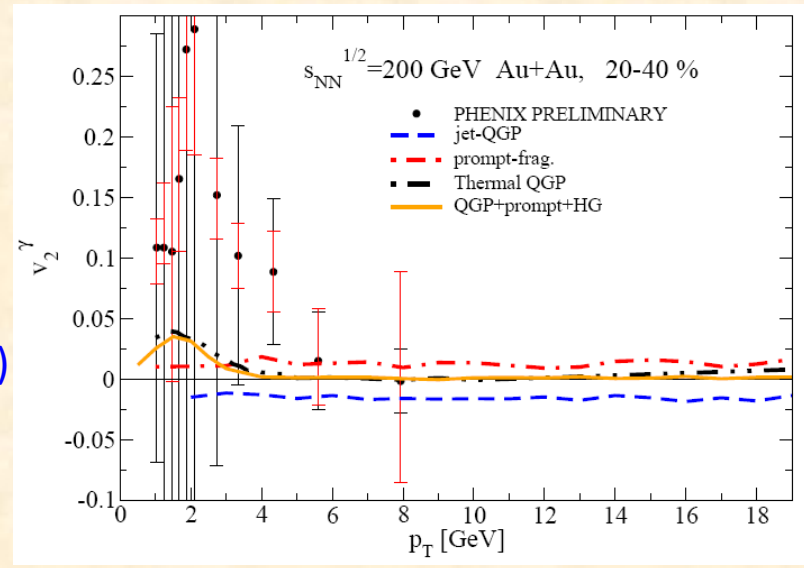 0.25
0.2
0.15
0.1
0.05
0
-0.05
-0.1
v₂^γ
s_NN^1/2=200 GeV Au+Au, 20-40 %
PHENIX PRELIMINARY
jet-QGP
prompt-frag.
Thermal QGP
QGP+prompt+HG
)
0 2 4 6 8 10 12 14 16 18
p_T [GeV]